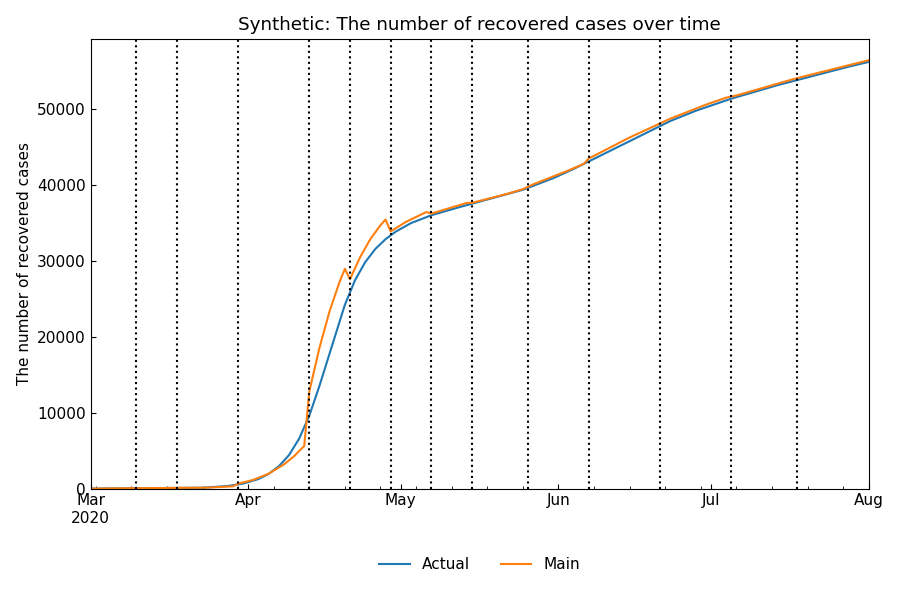 Synthetic: The number of recovered cases over time
The number of recovered cases
50000
40000
30000
20000
10000
0
Mar Apr May Jun Jul Aug
2020
Actual Main